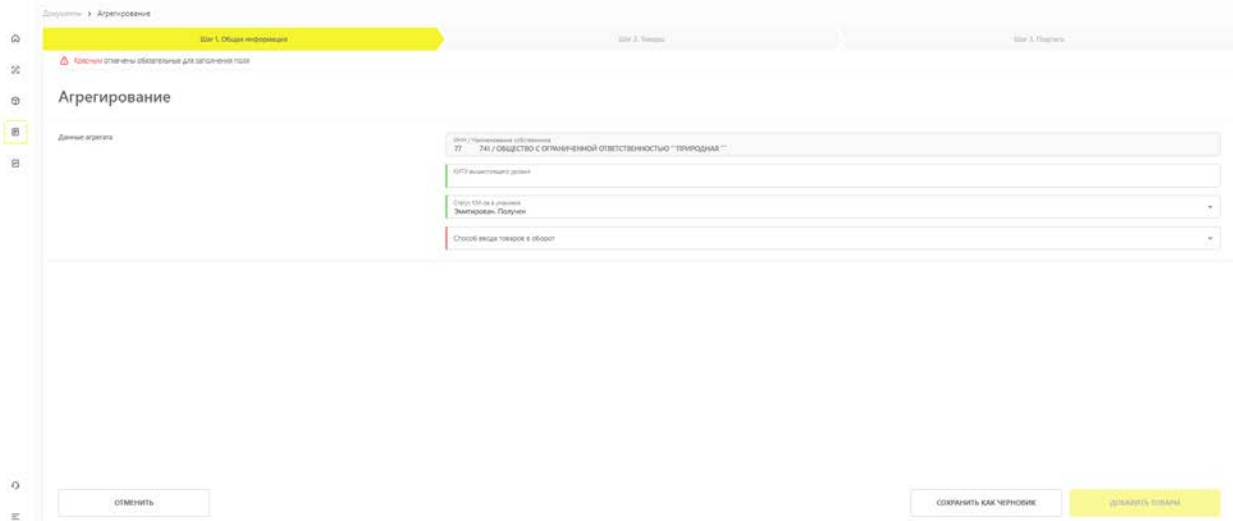 Документы > Агрегирование
Шаг 1. Общая информация
Шаг 2. Товары
Шаг 3. Подпись
Красным отмечены обязательные для заполнения поля
Агрегирование
Данные агрегата
ИНН / Наименование собственника
77 741 / ОБЩЕСТВО С ОГРАНИЧЕННОЙ ОТВЕТСТВЕННОСТЬЮ ""ПРИРОДНАЯ ""
КИТУ вышестоящего уровня
Статус КМ-ов в упаковке
Эмитирован. Получен
Способ ввода товаров в оборот
ОТМЕНИТЬ
СОХРАНИТЬ КАК ЧЕРНОВИК
ДОБАВИТЬ ТОВАРЫ